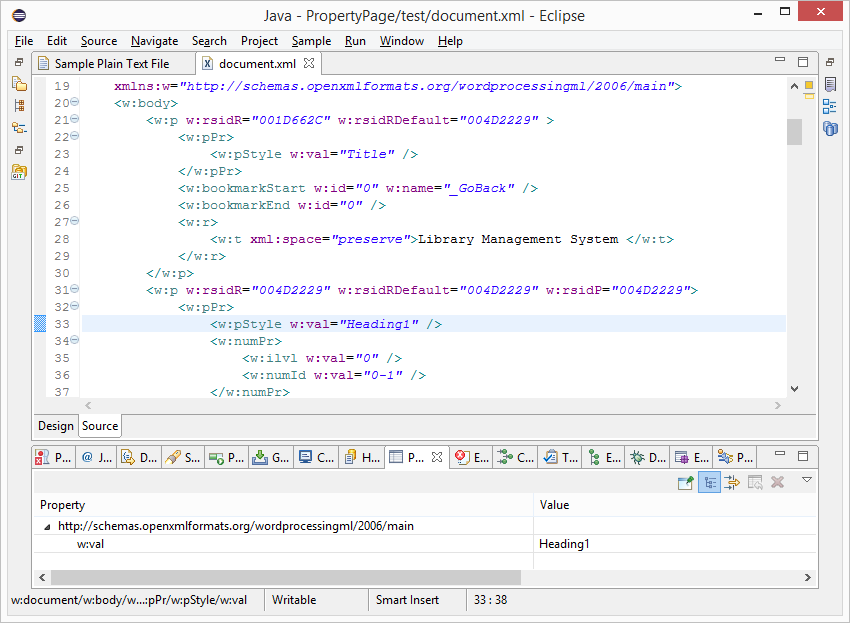 Java - PropertyPage/test/document.xml - Eclipse
File Edit Source Navigate Search Project Sample Run Window Help
Sample Plain Text File document.xml
19 xmlns:w="http://schemas.openxmlformats.org/wordprocessingml/2006/main">
20 <w:body>
21 <w:p w:rsidR="001D662C" w:rsidRDefault="004D2229" >
22 <w:pPr>
23 <w:pStyle w:val="Title" />
24 </w:pPr>
25 <w:bookmarkStart w:id="0" w:name="_GoBack" />
26 <w:bookmarkEnd w:id="0" />
27 <w:r>
28 <w:t xml:space="preserve">Library Management System </w:t>
29 </w:r>
30 </w:p>
31 <w:p w:rsidR="004D2229" w:rsidRDefault="004D2229" w:rsidP="004D2229">
32 <w:pPr>
33 <w:pStyle w:val="Heading1" />
34 <w:numPr>
35 <w:ilvl w:val="0" />
36 <w:numId w:val="0-1" />
37 </w:numPr>
Design Source
P... @ J... D... S... P... G... C... H... P... E... C... T... E... D... E... P...
Property Value
http://schemas.openxmlformats.org/wordprocessingml/2006/main
w:val Heading1
w:document/w:body/w...:pPr/w:pStyle/w:val Writable Smart Insert 33 : 38